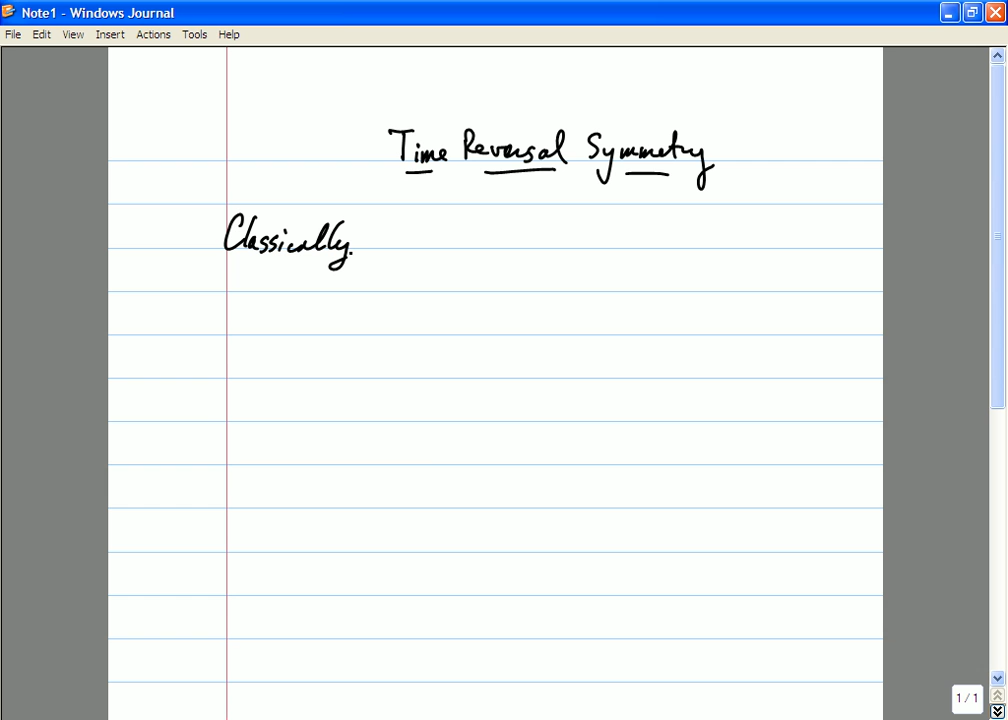 Note1 - Windows Journal
File Edit View Insert Actions Tools Help
Time Reversal Symmetry
Classically.
1 / 1